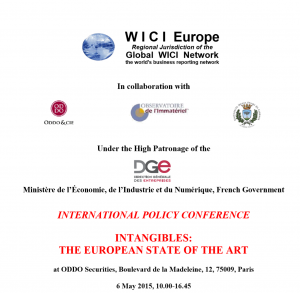 WICI Europe
Regional Jurisdiction of the
Global WICI Network
the world's business reporting network
In collaboration with
ODDO&CIE
OBSERVATOIRE
de l'Immatériel
Under the High Patronage of the
DGE
DIRECTION GÉNÉRALE
DES ENTREPRISES
Ministère de l'Économie, de l'Industrie et du Numérique, French Government
INTERNATIONAL POLICY CONFERENCE
INTANGIBLES:
THE EUROPEAN STATE OF THE ART
at ODDO Securities, Boulevard de la Madeleine, 12, 75009, Paris
6 May 2015, 10.00-16.45